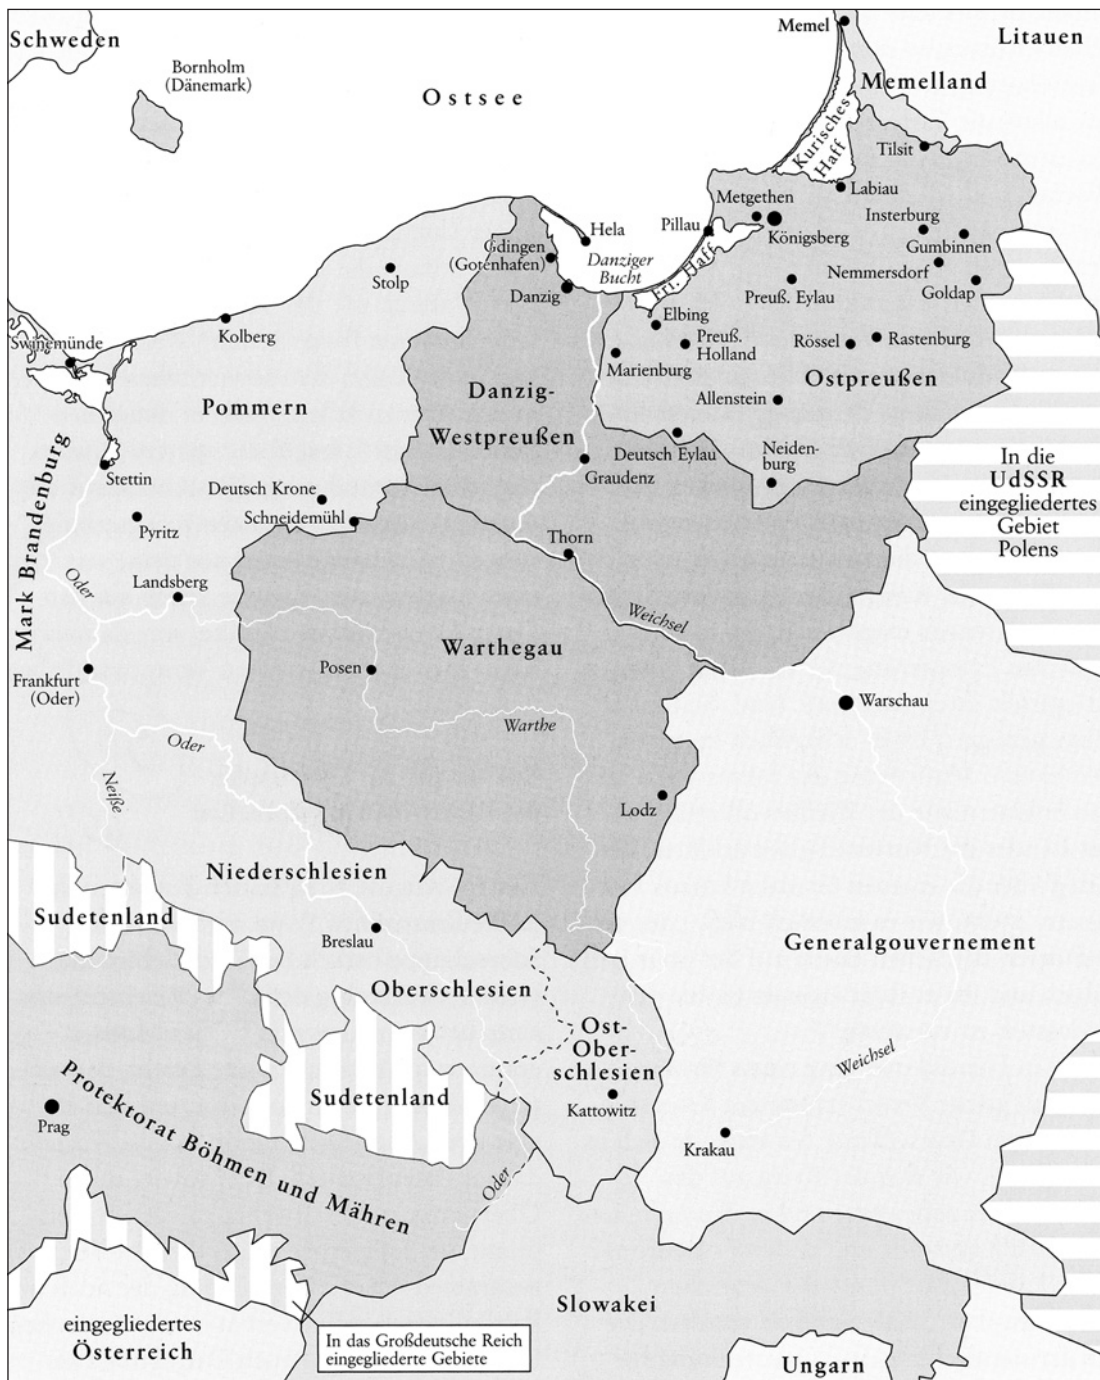 Schweden
Bornholm
(Dänemark)
Ostsee
Memel
Litauen
Memelland
Kurisches
Haff
Tilsit
Labiau
Metgethen
Insterburg
Pillau
Königsberg
Gumbinnen
Hela
Gdingen
(Gotenhafen)
Danziger
Bucht
Fri. Haff
Nemmersdorf
Goldap
Preuß. Eylau
Stolp
Danzig
Elbing
Kolberg
Swinemünde
Preuß.
Holland
Rössel
Rastenburg
Marienburg
Ostpreußen
Allenstein
Pommern
Danzig-
Westpreußen
Deutsch Eylau
Neiden-
burg
Graudenz
In die
UdSSR
eingegliedertes
Gebiet
Polens
Mark Brandenburg
Stettin
Deutsch Krone
Schneidemühl
Pyritz
Thorn
Oder
Landsberg
Weichsel
Warthegau
Posen
Frankfurt
(Oder)
Warschau
Oder
Warthe
Neiße
Lodz
Niederschlesien
Sudetenland
Breslau
Generalgouvernement
Oberschlesien
Ost-
Ober-
schlesien
Weichsel
Protektorat Böhmen und Mähren
Prag
Sudetenland
Kattowitz
Krakau
Oder
Slowakei
eingegliedertes
Österreich
In das Großdeutsche Reich
eingegliederte Gebiete
Ungarn